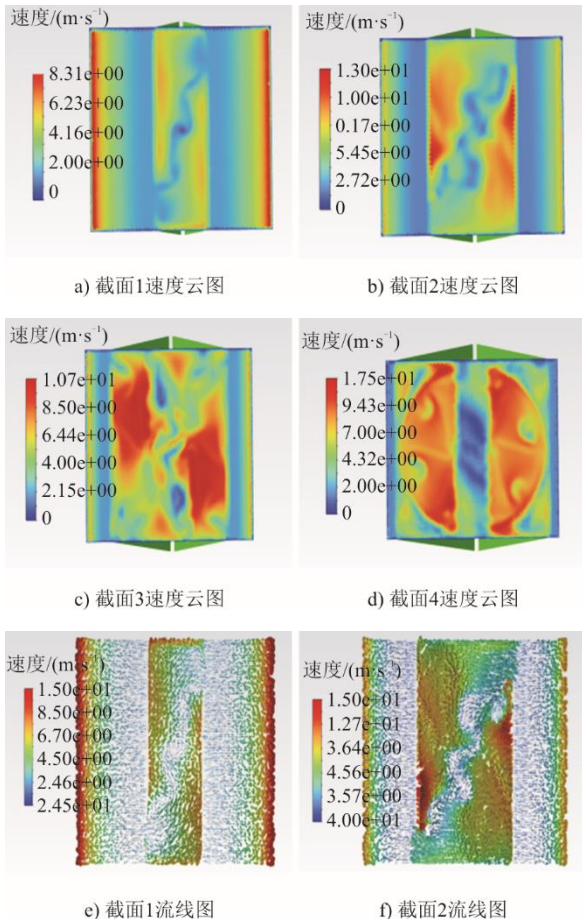 速度/(m·s⁻¹)
8.31e+00
6.23e+00
4.16e+00
2.00e+00
0
a) 截面1速度云图
速度/(m·s⁻¹)
1.30e+01
1.00e+01
0.17e+00
5.45e+00
2.72e+00
0
b) 截面2速度云图
速度/(m·s⁻¹)
1.07e+01
8.50e+00
6.44e+00
4.00e+00
2.15e+00
0
c) 截面3速度云图
速度/(m·s⁻¹)
1.75e+01
9.43e+00
7.00e+00
4.32e+00
2.00e+00
0
d) 截面4速度云图
速度/(m·s⁻¹)
1.50e+01
8.50e+00
6.70e+00
4.50e+00
2.46e+00
2.45e+01
e) 截面1流线图
速度/(m·s⁻¹)
1.50e+01
1.27e+01
3.64e+00
4.56e+00
3.57e+00
4.00e+01
f) 截面2流线图